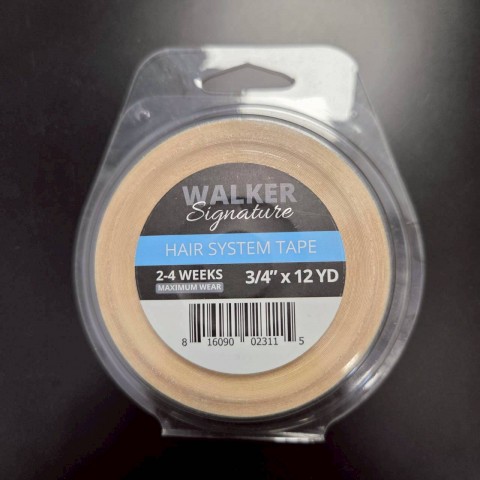 WALKER
Signature
HAIR SYSTEM TAPE
2-4 WEEKS
MAXIMUM WEAR
3/4" x 12 YD
8 16090 02311 5